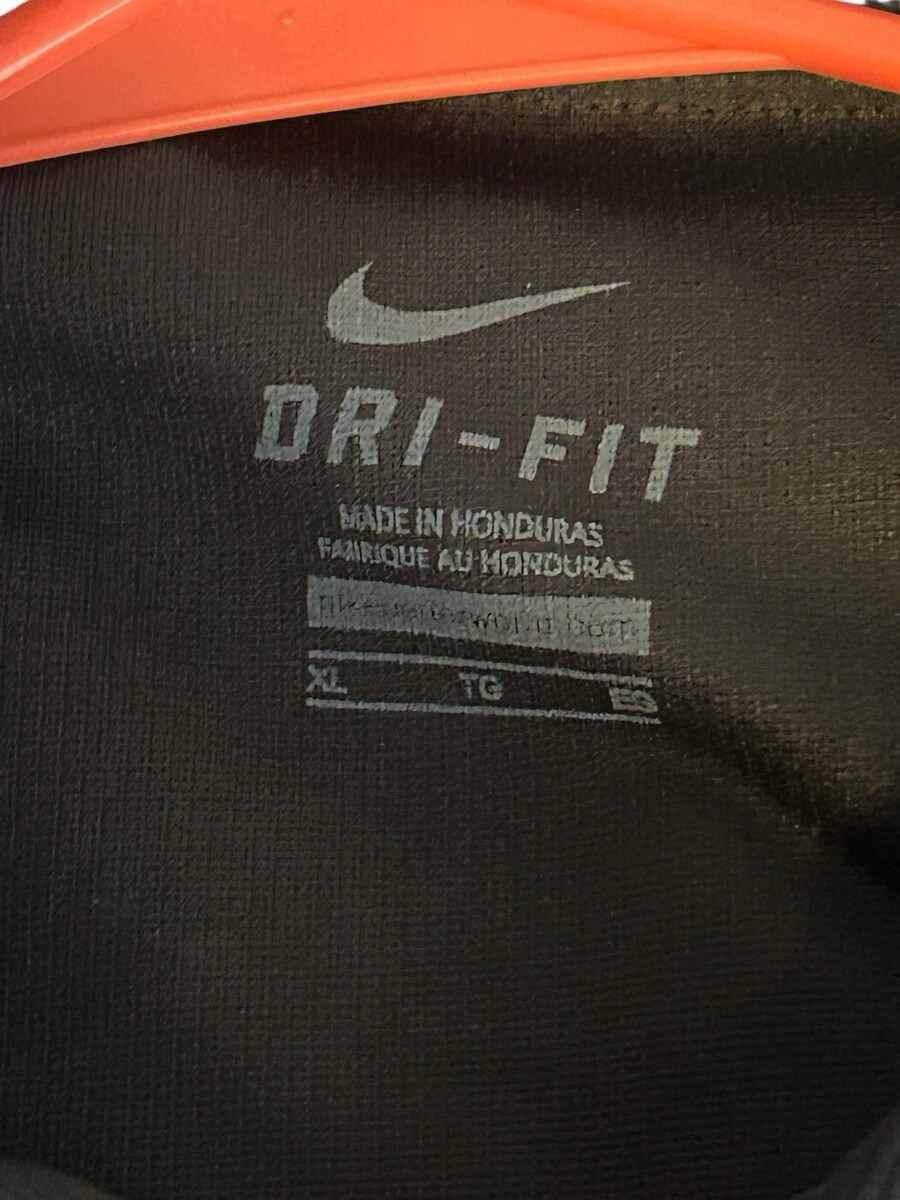 DRI-FIT
MADE IN HONDURAS
FABRIQUE AU HONDURAS
XL TG EG